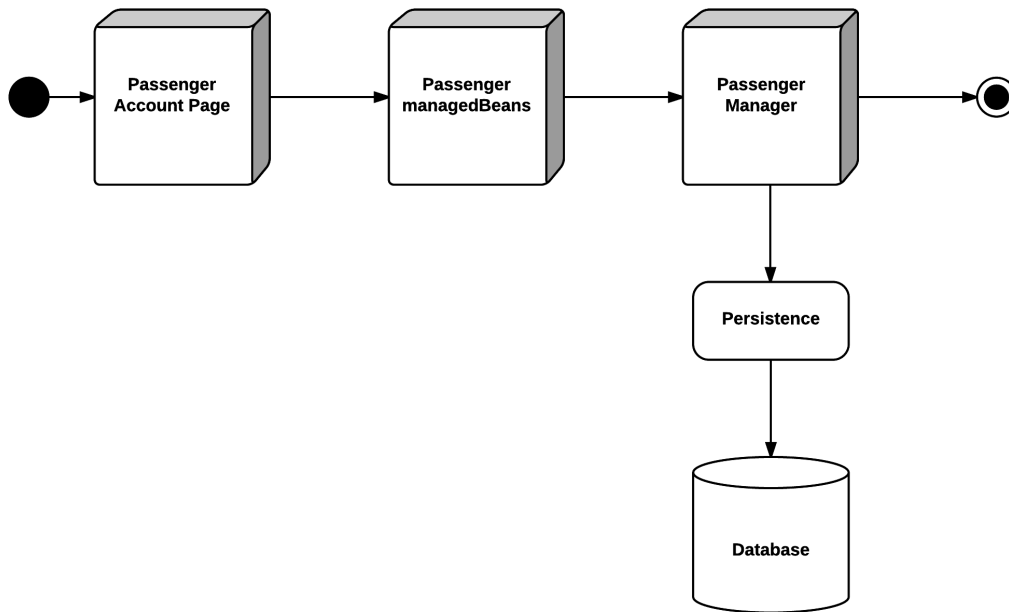 Passenger
Account Page
Passenger
managedBeans
Passenger
Manager
Persistence
Database